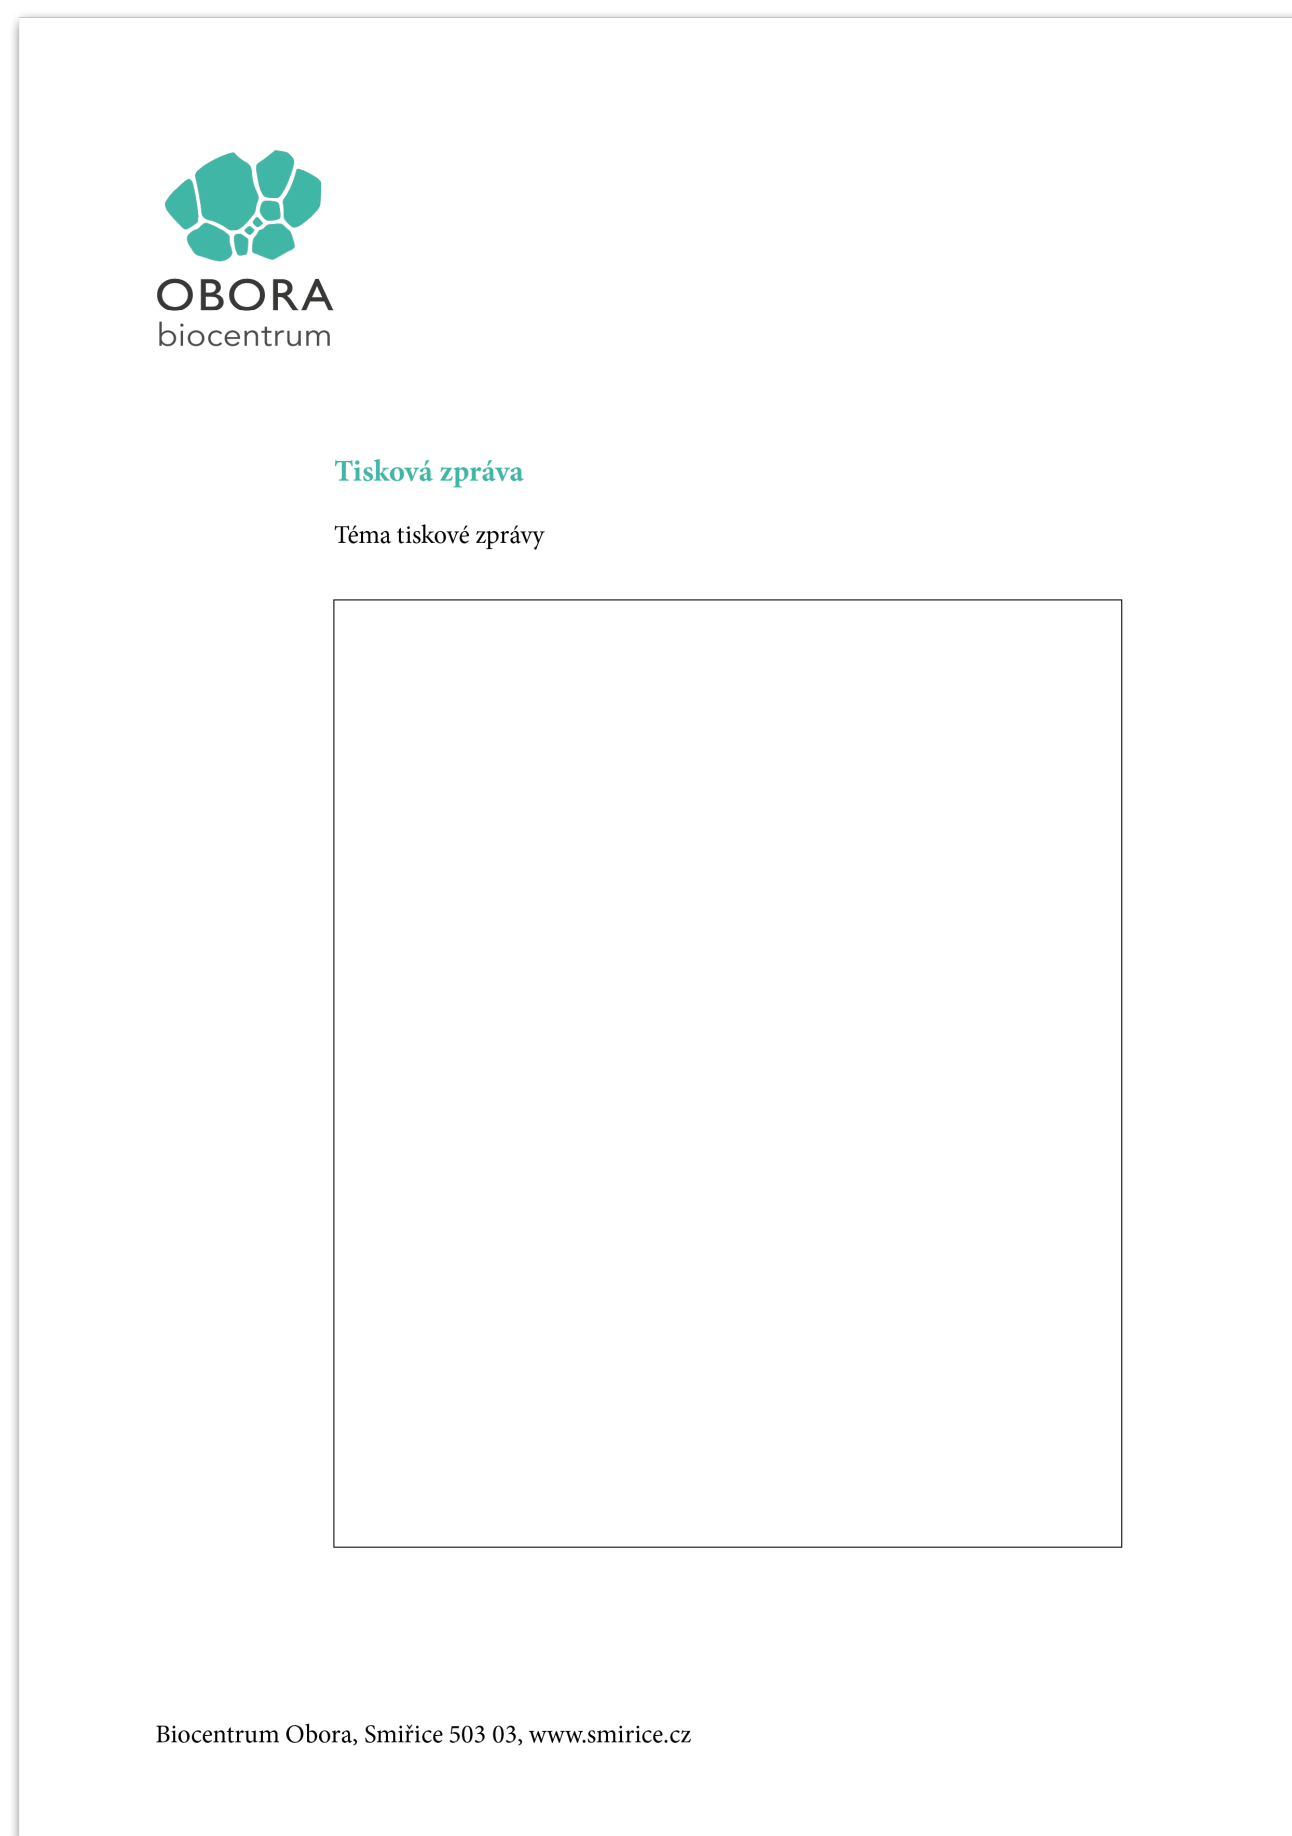 OBORA
biocentrum
Tisková zpráva
Téma tiskové zprávy
Biocentrum Obora, Smiřice 503 03, www.smirice.cz